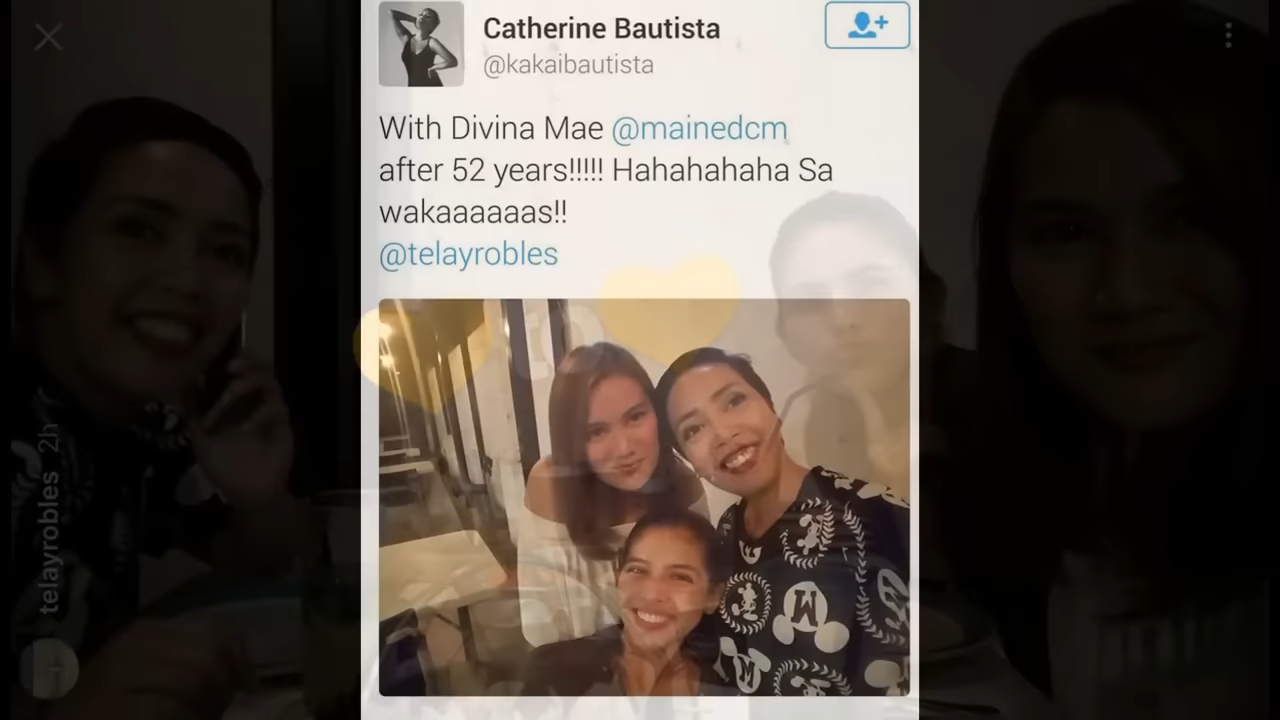 Catherine Bautista
@kakaibautista
With Divina Mae @mainedcm
after 52 years!!!!! Hahahahaha Sa
wakaaaaaas!!
@telayrobles
telayrobles 2h